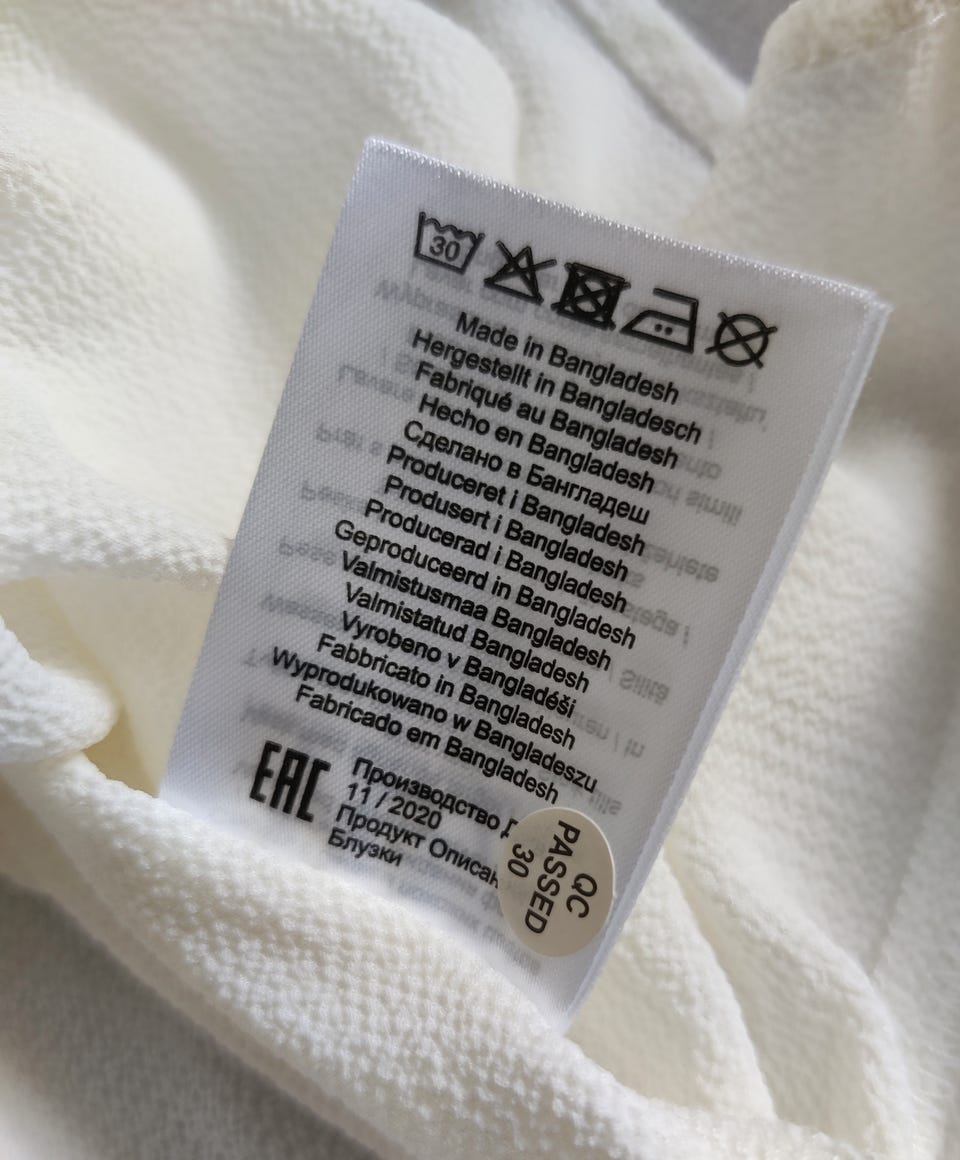 30
Made in Bangladesh
Hergestellt in Bangladesch
Fabriqué au Bangladesh
Hecho en Bangladesh
Сделано в Бангладеш
Produceret i Bangladesh
Produsert i Bangladesh
Producerad i Bangladesh
Geproduceerd in Bangladesh
Valmistusmaa Bangladesh
Valmistatud Bangladesh
Vyrobeno v Bangladéši
Fabbricato in Bangladesh
Wyprodukowano w Bangladeszu
Fabricado em Bangladesh
EAC
Производство
11 / 2020
Продукт
Блузки
QC
PASSED
30